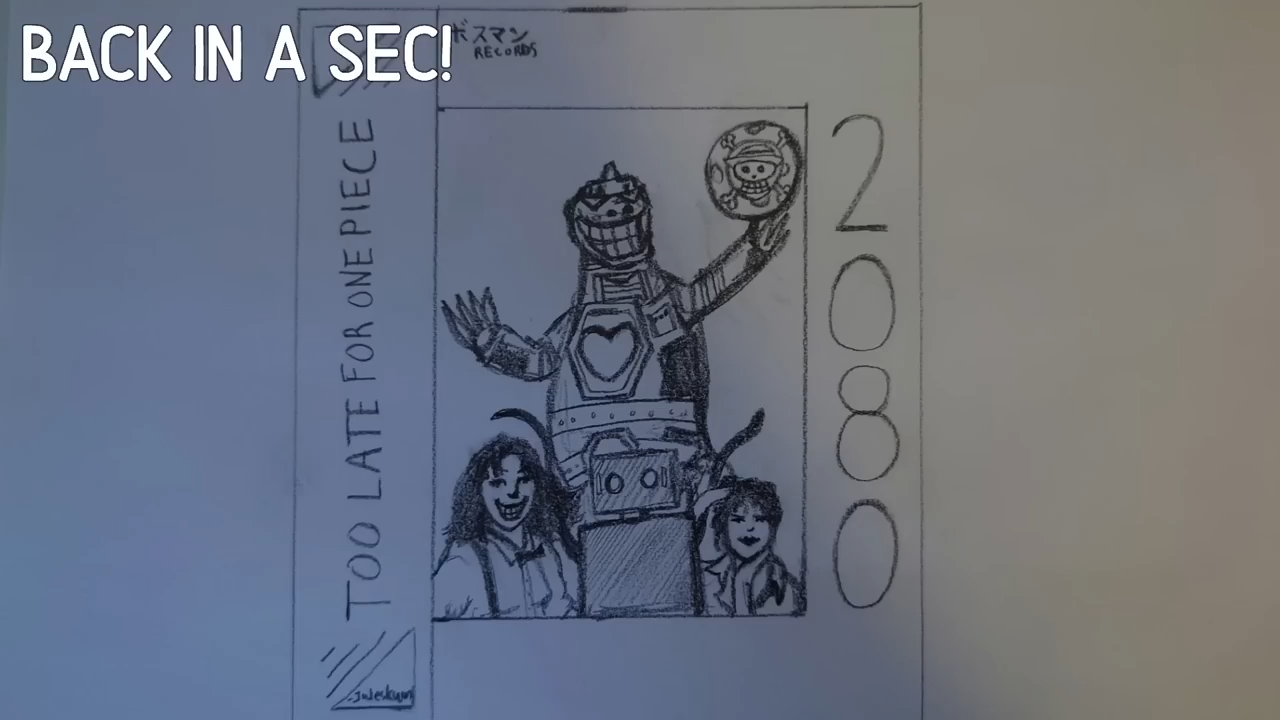 BACK IN A SEC!
ボスマン
RECORDS
TOO LATE FOR ONE PIECE
2080